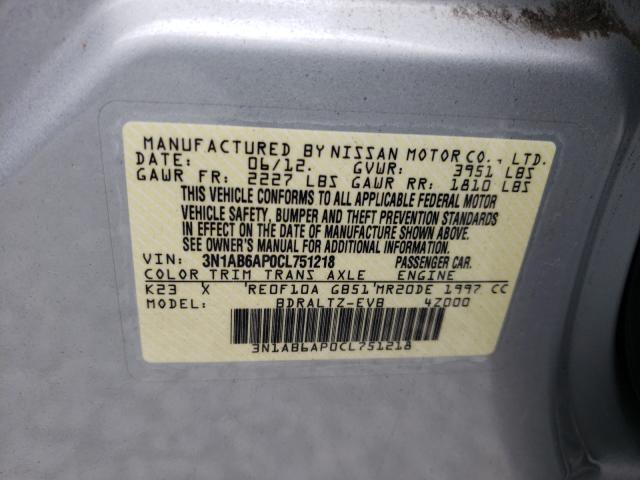 MANUFACTURED BY NISSAN MOTOR CO., LTD.
DATE: 06/12. GVWR: 3951 LBS
GAWR FR: 2227 LBS GAWR RR: 1810 LBS
THIS VEHICLE CONFORMS TO ALL APPLICABLE FEDERAL MOTOR
VEHICLE SAFETY, BUMPER AND THEFT PREVENTION STANDARDS
IN EFFECT ON THE DATE OF MANUFACTURE SHOWN ABOVE.
SEE OWNER'S MANUAL FOR ADDITIONAL INFORMATION.
VIN: 3N1AB6AP0CL751218 PASSENGER CAR.
COLOR TRIM TRANS AXLE ENGINE
K23 X 'RE0F10A GB51'MR20DE 1997 CC
MODEL: BDRALTZ-EVB 4Z000
3N1AB6AP0CL751218